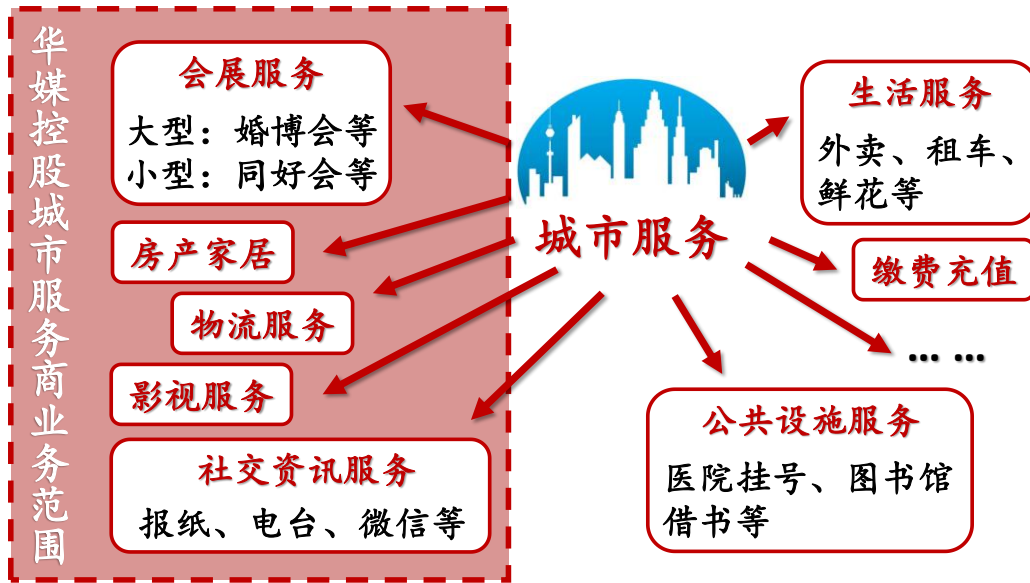 华媒控股城市服务商业务范围
会展服务
大型：婚博会等
小型：同好会等
房产家居
物流服务
影视服务
社交资讯服务
报纸、电台、微信等
城市服务
生活服务
外卖、租车、
鲜花等
缴费充值
... ...
公共设施服务
医院挂号、图书馆
借书等